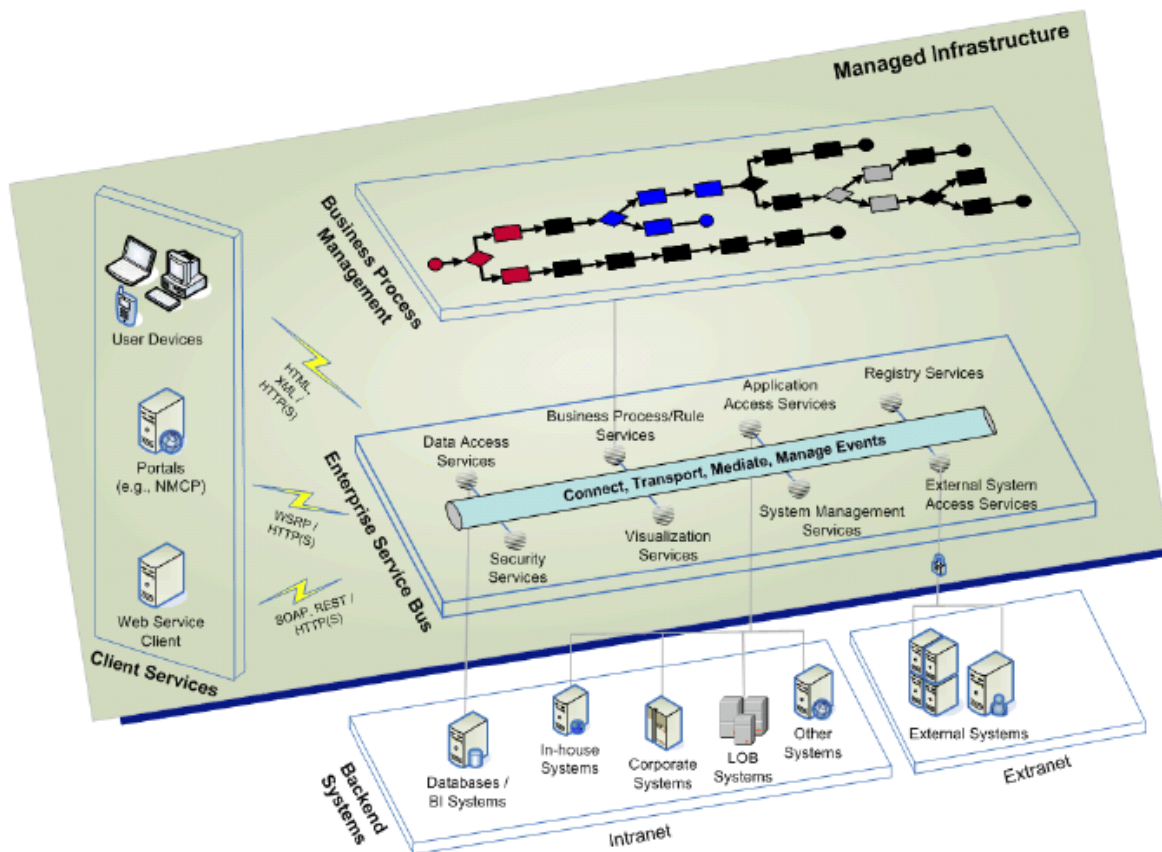 Managed Infrastructure
Business Process
Management
User Devices
HTML,
XML /
HTTP(S)
Portals
(e.g., NMCP)
WSRP /
HTTP(S)
Web Service
Client
SOAP, REST /
HTTP(S)
Client Services
Enterprise Service Bus
Data Access
Services
Business Process/Rule
Services
Application
Access Services
Registry Services
Connect, Transport, Mediate, Manage Events
Security
Services
Visualization
Services
System Management
Services
External System
Access Services
Backend
Systems
Databases /
BI Systems
In-house
Systems
Corporate
Systems
LOB
Systems
Other
Systems
Intranet
External Systems
Extranet